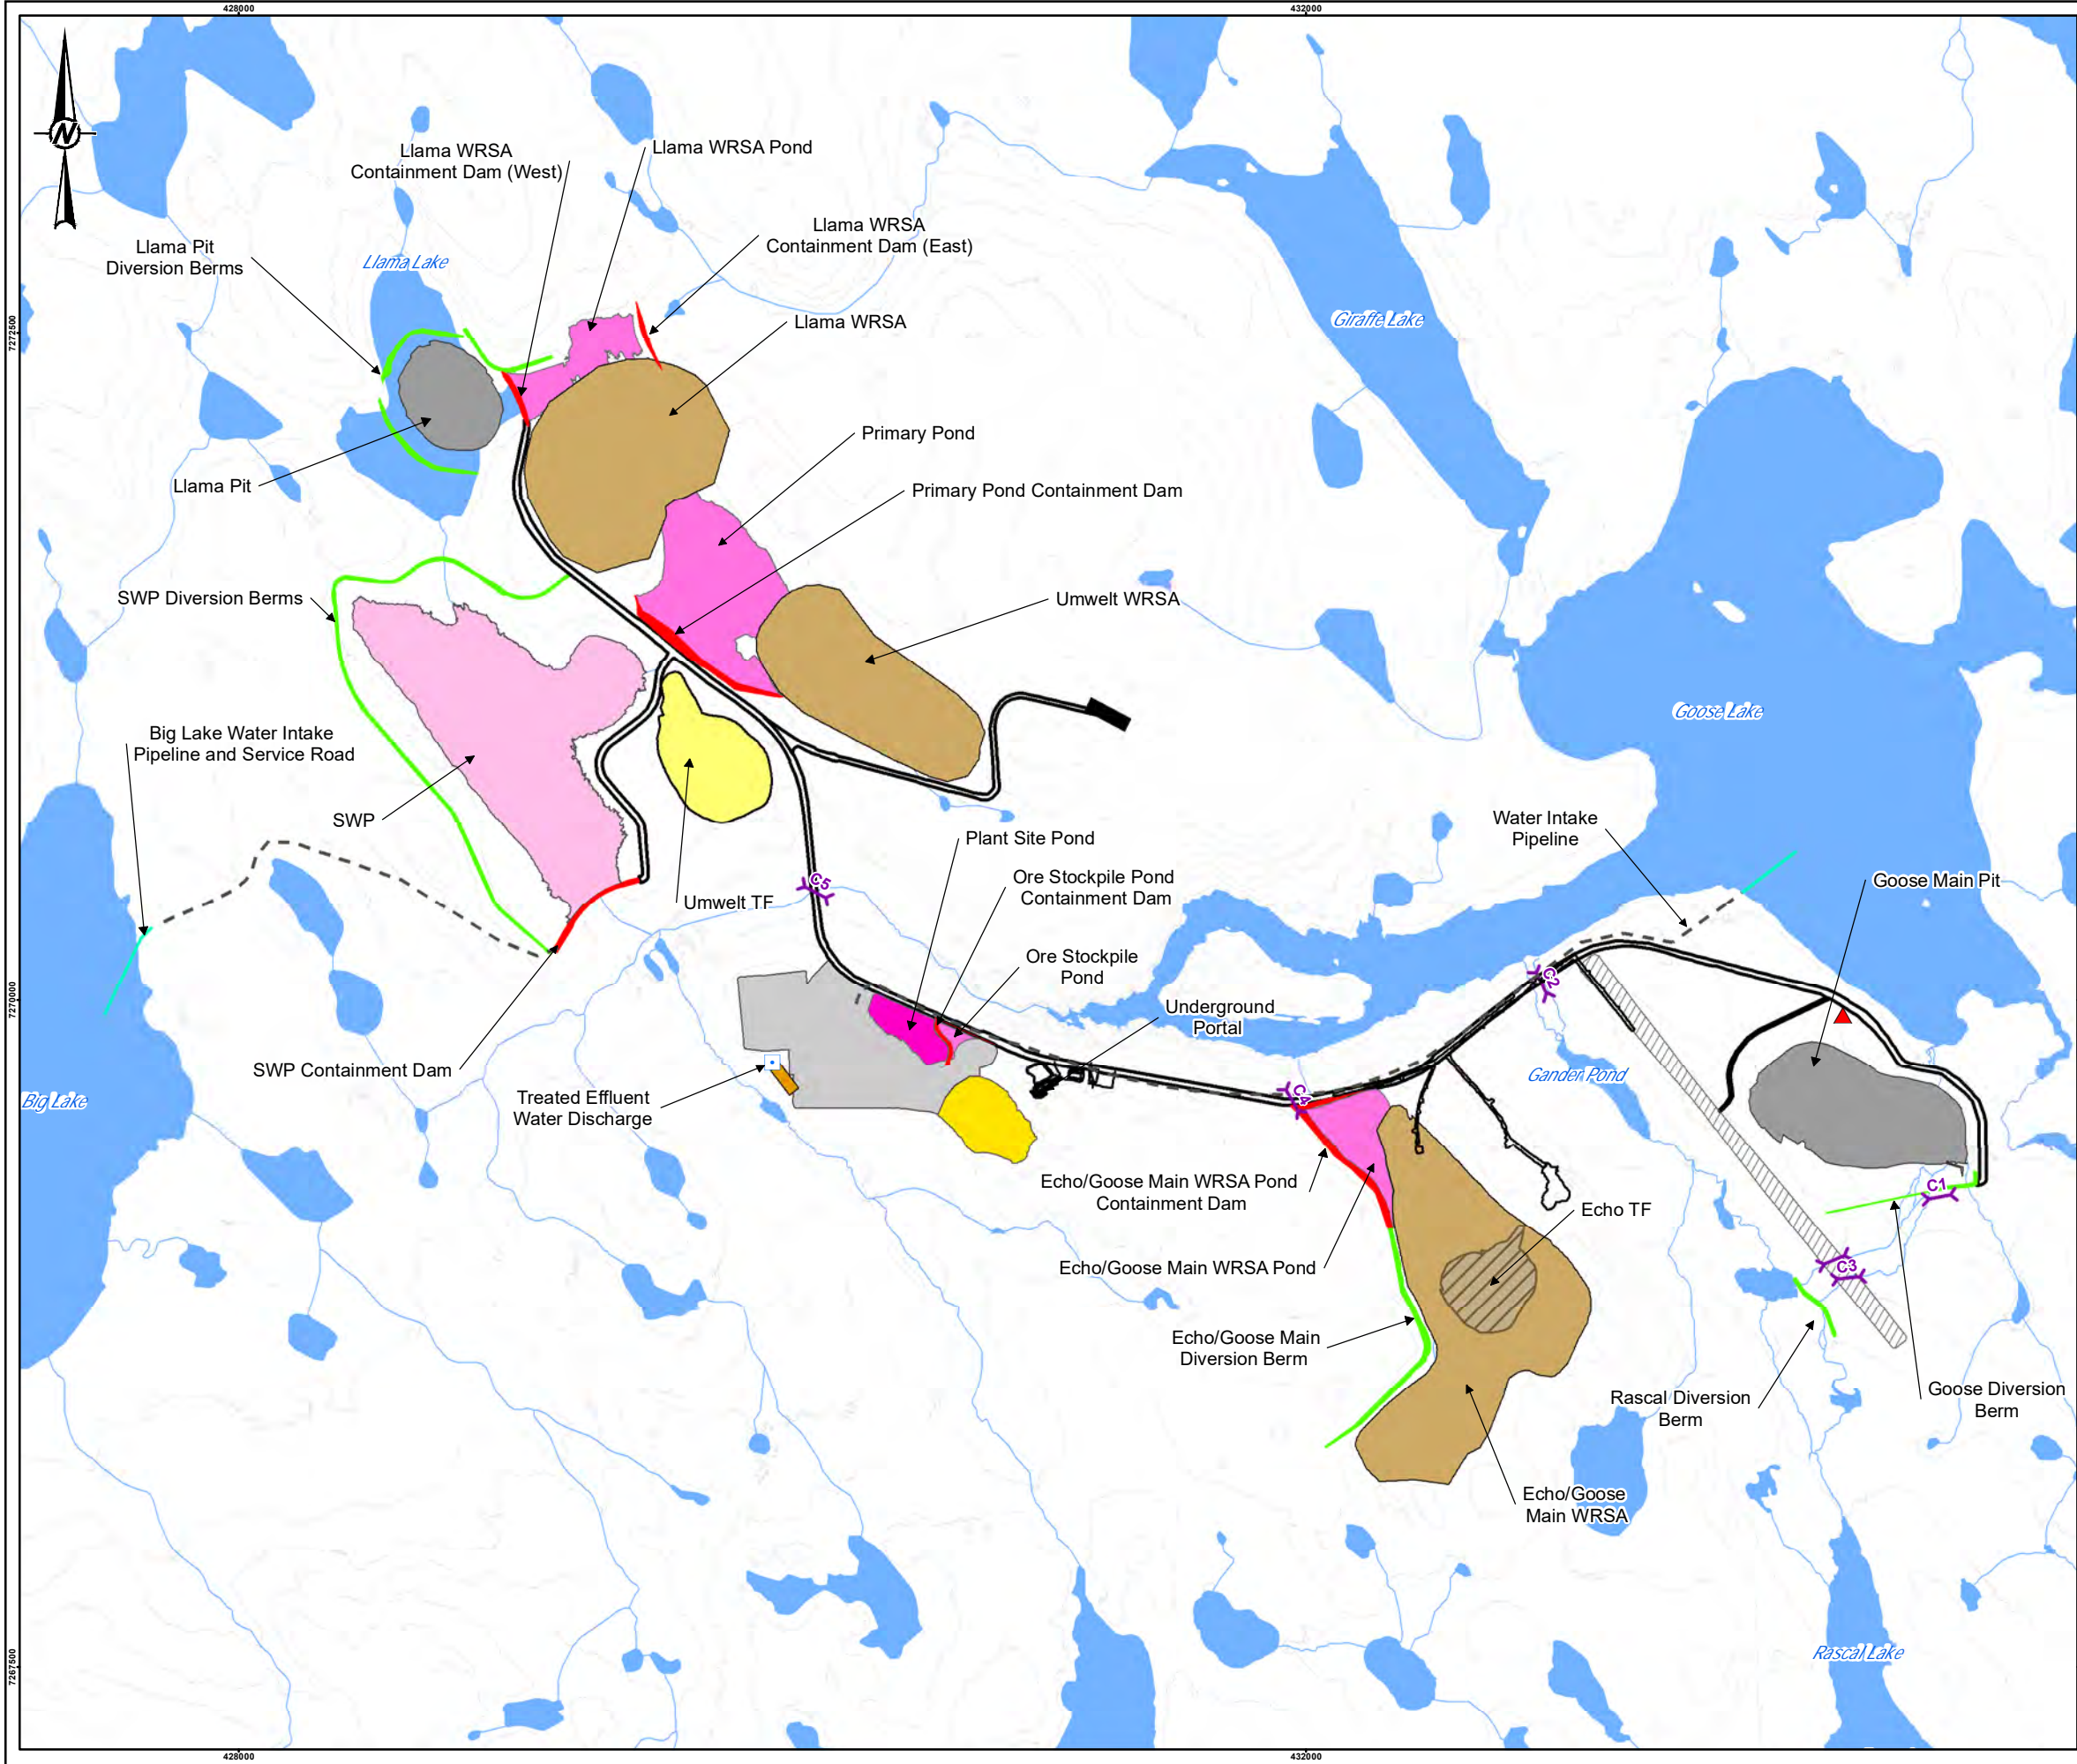 428000
432000
N
Llama WRSA
Containment Dam (West)
Llama WRSA Pond
Llama WRSA
Containment Dam (East)
Llama Pit
Diversion Berms
Llama Lake
Llama WRSA
Giraffe Lake
7272500
Primary Pond
Llama Pit
Primary Pond Containment Dam
SWP Diversion Berms
Umwelt WRSA
Goose Lake
Big Lake Water Intake
Pipeline and Service Road
SWP
Plant Site Pond
Water Intake
Pipeline
Ore Stockpile Pond
Containment Dam
Goose Main Pit
C5
Umwelt TF
Ore Stockpile
Pond
C2
7270000
Underground
Portal
SWP Containment Dam
Gander Pond
Big Lake
Treated Effluent
Water Discharge
C4
Echo/Goose Main WRSA Pond
Containment Dam
C1
Echo TF
Echo/Goose Main WRSA Pond
C3
Echo/Goose Main
Diversion Berm
Rascal Diversion
Berm
Goose Diversion
Berm
Echo/Goose
Main WRSA
Rascal Lake
7267500
428000
432000